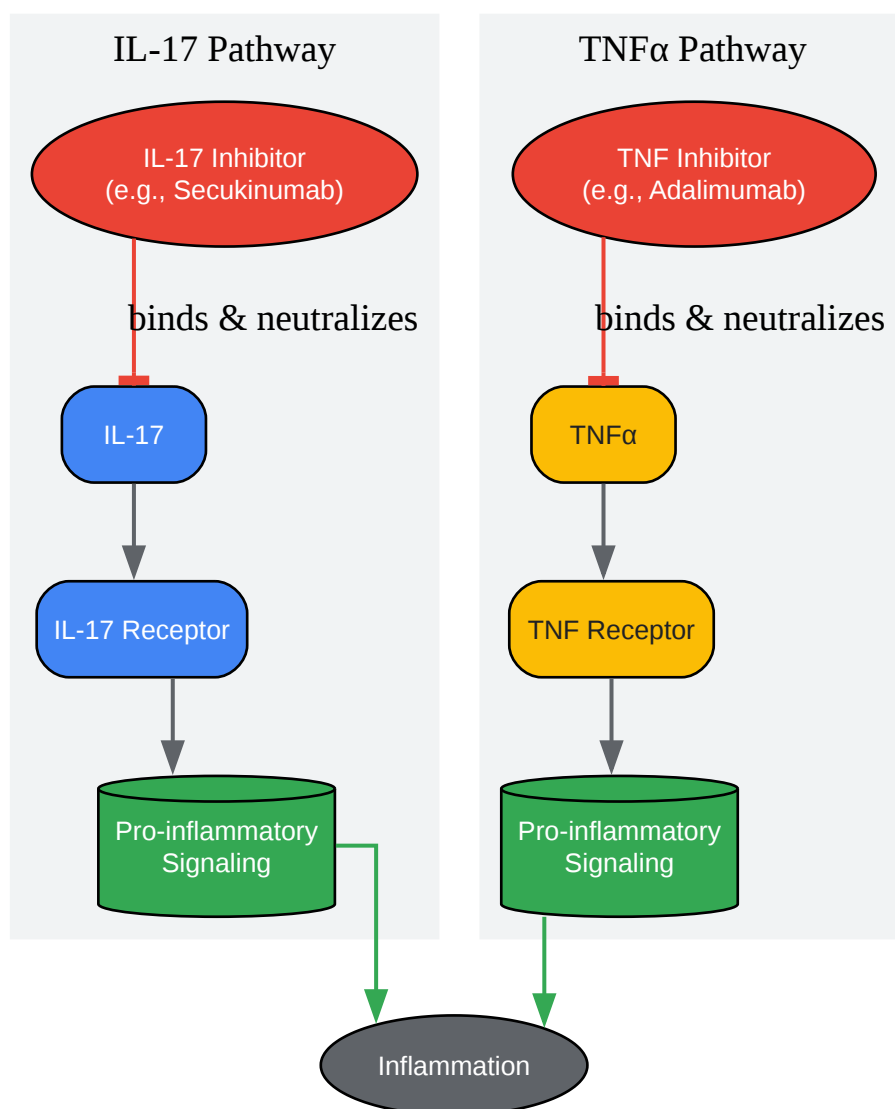 IL-17 Pathway
IL-17 Inhibitor
(e.g., Secukinumab)
binds & neutralizes
IL-17
IL-17 Receptor
Pro-inflammatory
Signaling
TNFα Pathway
TNF Inhibitor
(e.g., Adalimumab)
binds & neutralizes
TNFα
TNF Receptor
Pro-inflammatory
Signaling
Inflammation